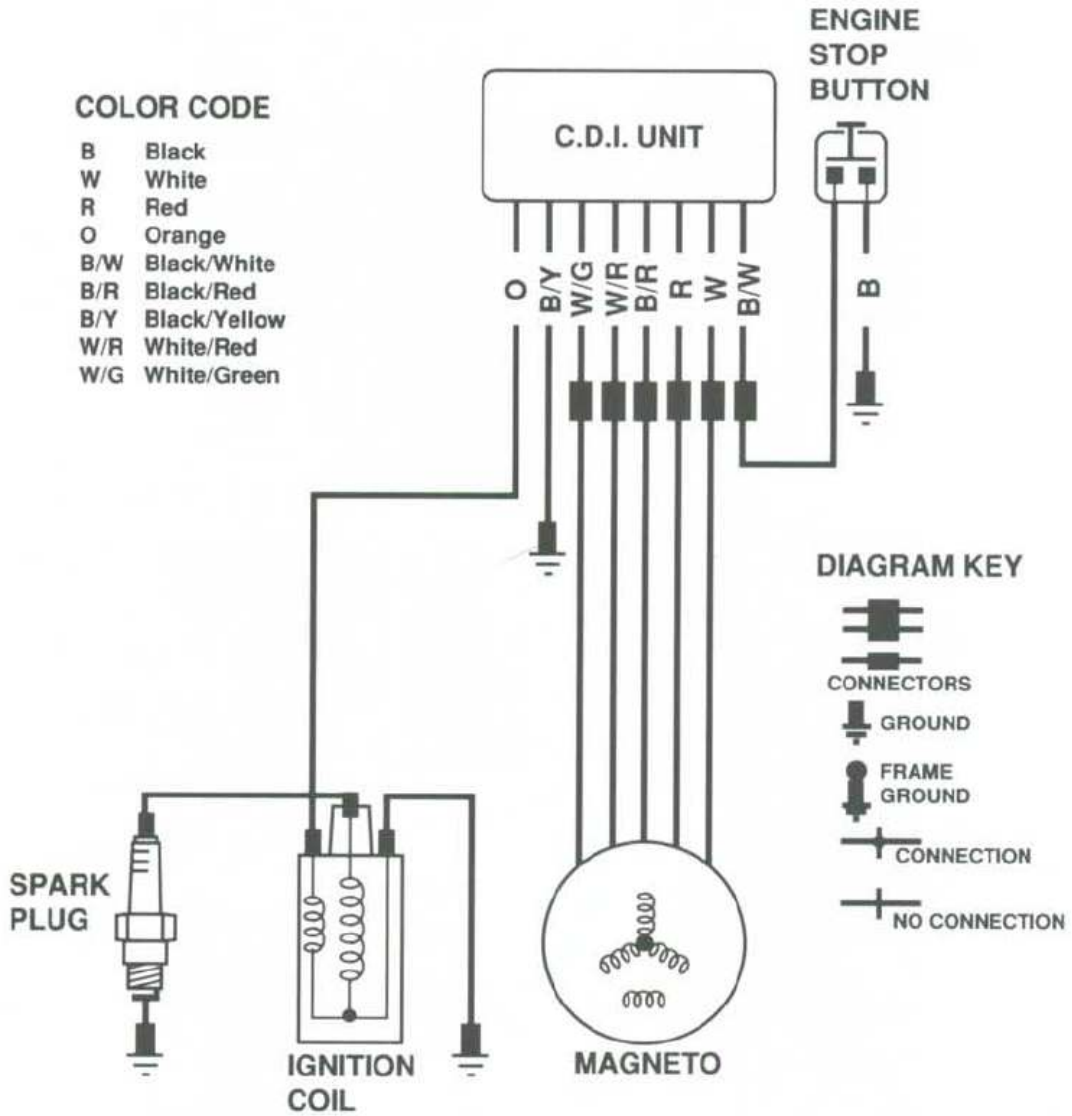 ENGINE
STOP
BUTTON
COLOR CODE
B Black
W White
R Red
O Orange
B/W Black/White
B/R Black/Red
B/Y Black/Yellow
W/R White/Red
W/G White/Green
C.D.I. UNIT
O
B/Y
W/G
W/R
B/R
R
W
B/W
B
DIAGRAM KEY
CONNECTORS
GROUND
FRAME
GROUND
CONNECTION
NO CONNECTION
SPARK
PLUG
IGNITION
COIL
MAGNETO